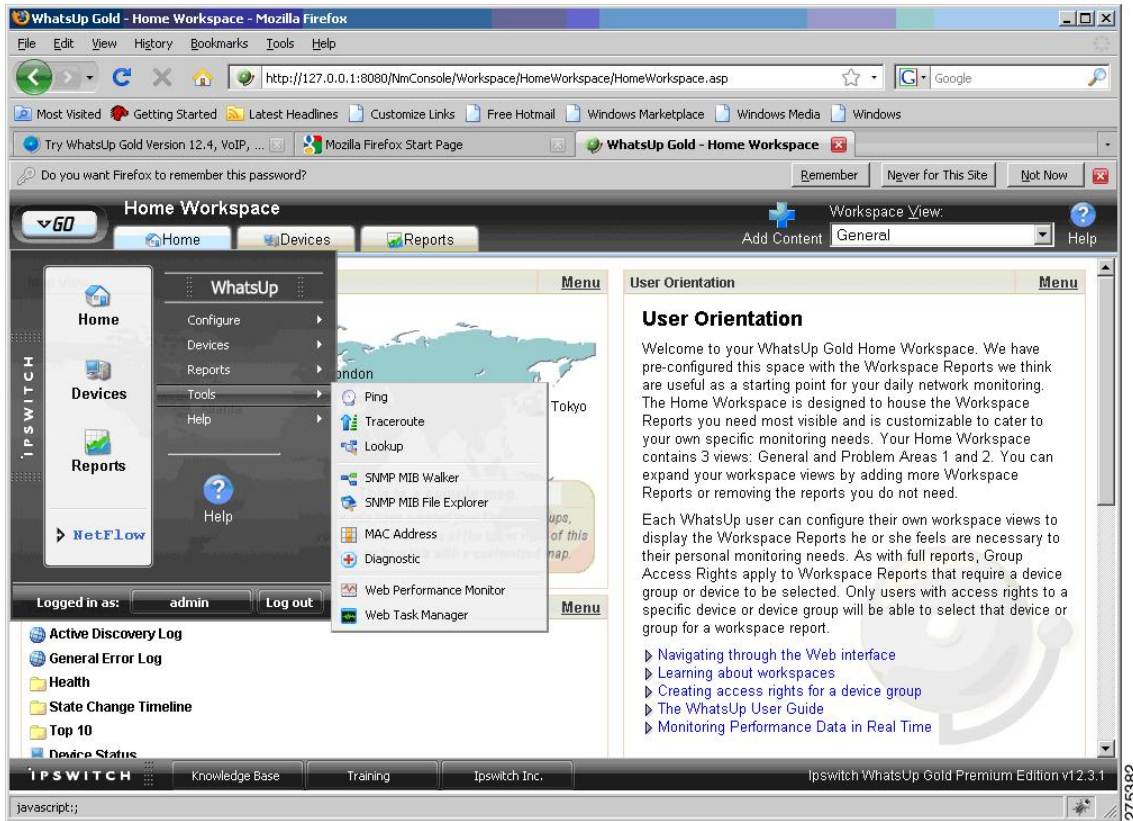 WhatsUp Gold - Home Workspace - Mozilla Firefox
File Edit View History Bookmarks Tools Help
http://127.0.0.1:8080/NmConsole/Workspace/HomeWorkspace/HomeWorkspace.asp
G Google
Most Visited Getting Started Latest Headlines Customize Links Free Hotmail Windows Marketplace Windows Media Windows
Try WhatsUp Gold Version 12.4, VoIP, ... Mozilla Firefox Start Page WhatsUp Gold - Home Workspace
Do you want Firefox to remember this password? Remember Never for This Site Not Now
GO
Home Workspace
Home Devices Reports
Add Content
Workspace View:
General
Help
IPSWITCH
Home
Devices
Reports
NetFlow
WhatsUp
Configure
Devices
Reports
Tools
Help
Help
Logged in as: admin Log out
Ping
Traceroute
Lookup
SNMP MIB Walker
SNMP MIB File Explorer
MAC Address
Diagnostic
Web Performance Monitor
Web Task Manager
Menu
Tokyo
of this
map.
Menu
Active Discovery Log
General Error Log
Health
State Change Timeline
Top 10
Device Status
User Orientation Menu
User Orientation
Welcome to your WhatsUp Gold Home Workspace. We have
pre-configured this space with the Workspace Reports we think
are useful as a starting point for your daily network monitoring.
The Home Workspace is designed to house the Workspace
Reports you need most visible and is customizable to cater to
your own specific monitoring needs. Your Home Workspace
contains 3 views: General and Problem Areas 1 and 2. You can
expand your workspace views by adding more Workspace
Reports or removing the reports you do not need.
Each WhatsUp user can configure their own workspace views to
display the Workspace Reports he or she feels are necessary to
their personal monitoring needs. As with full reports, Group
Access Rights apply to Workspace Reports that require a device
group or device to be selected. Only users with access rights to a
specific device or device group will be able to select that device or
group for a workspace report.
Navigating through the Web interface
Learning about workspaces
Creating access rights for a device group
The WhatsUp User Guide
Monitoring Performance Data in Real Time
IPSWITCH Knowledge Base Training Ipswitch Inc. Ipswitch WhatsUp Gold Premium Edition v12.3.1
javascript:;
275382